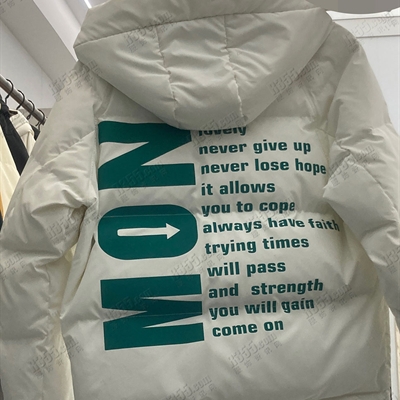 NOW
lovely
never give up
never lose hope
it allows
you to cope
always have faith
trying times
will pass
and strength
you will gain
come on